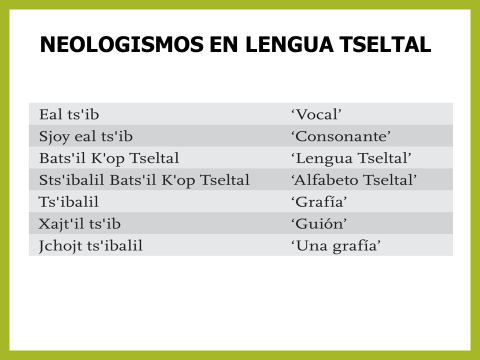 NEOLOGISMOS EN LENGUA TSELTAL
Eal ts'ib ‘Vocal’
Sjoy eal ts'ib ‘Consonante’
Bats'il K'op Tseltal ‘Lengua Tseltal’
Sts'ibalil Bats'il K'op Tseltal ‘Alfabeto Tseltal’
Ts'ibalil ‘Grafía’
Xajt'il ts'ib ‘Guión’
Jchojt ts'ibalil ‘Una grafía’